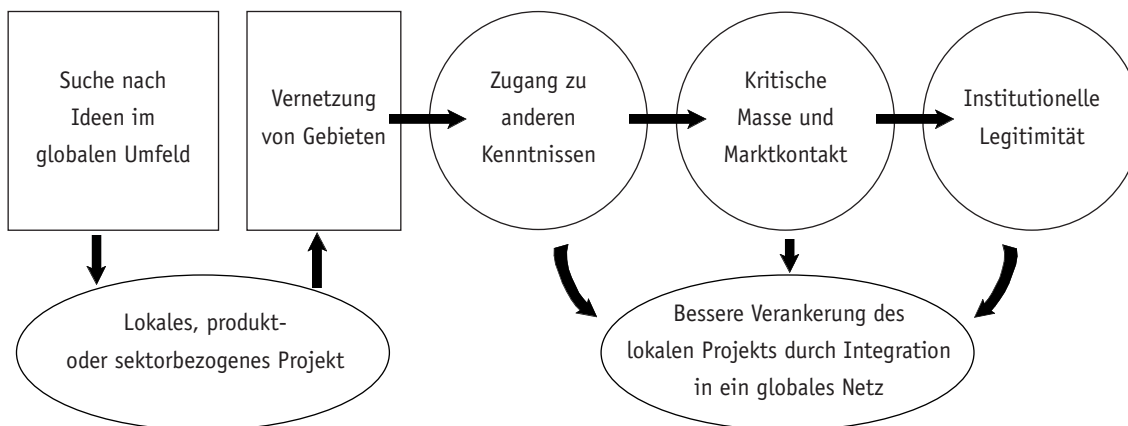 Suche nach
Ideen im
globalen Umfeld
Vernetzung
von Gebieten
Zugang zu
anderen
Kenntnissen
Kritische
Masse und
Marktkontakt
Institutionelle
Legitimität
Lokales, produkt-
oder sektorbezogenes Projekt
Bessere Verankerung des
lokalen Projekts durch Integration
in ein globales Netz